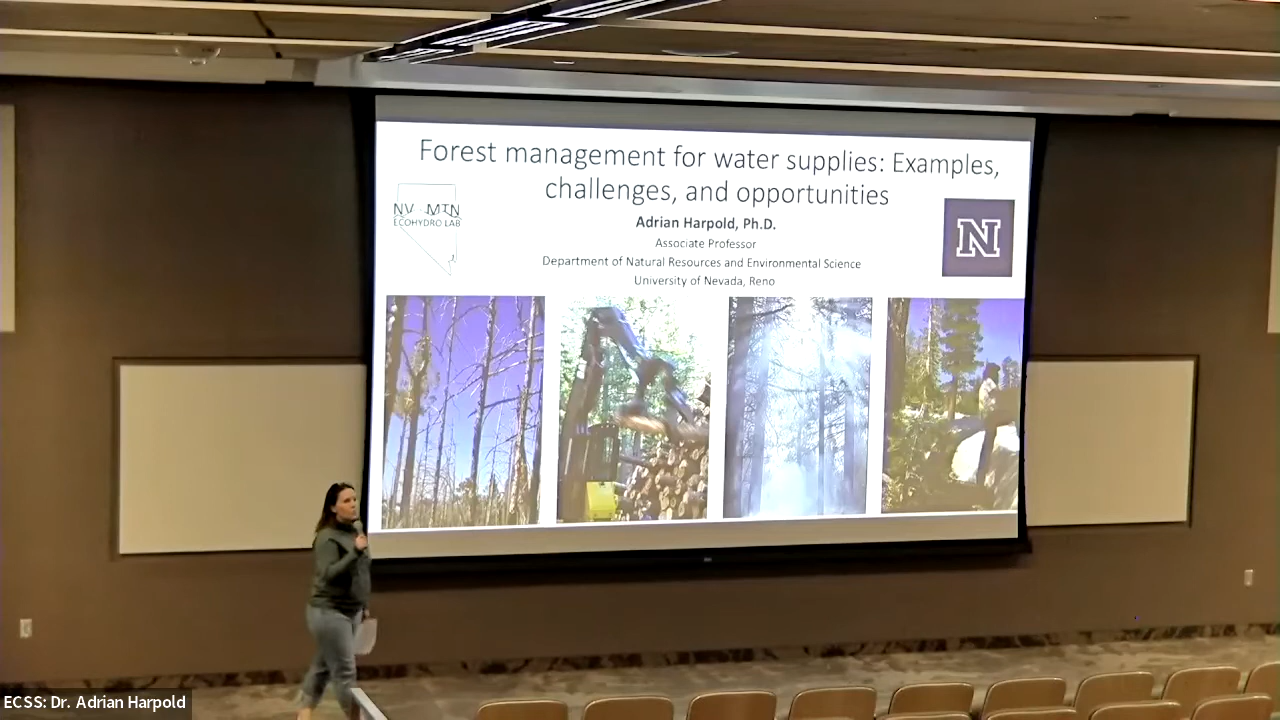 Forest management for water supplies: Examples,
challenges, and opportunities
NV MTN
ECOHYDRO LAB
Adrian Harpold, Ph.D.
Associate Professor
Department of Natural Resources and Environmental Science
University of Nevada, Reno
N
ECSS: Dr. Adrian Harpold